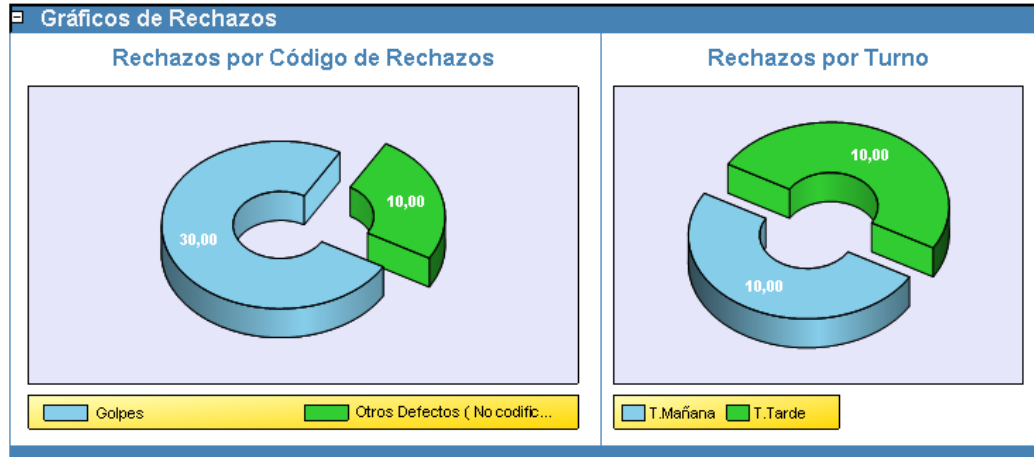 Gráficos de Rechazos
Rechazos por Código de Rechazos
30,00
10,00
Golpes
Otros Defectos ( No codific...
Rechazos por Turno
10,00
10,00
T.Mañana
T.Tarde